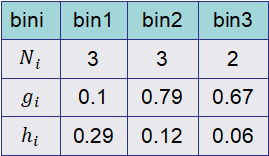 bini bin1 bin2 bin3
Nᵢ 3 3 2
gᵢ 0.1 0.79 0.67
hᵢ 0.29 0.12 0.06